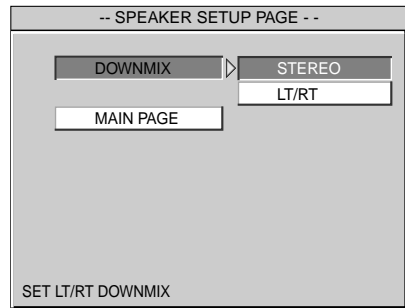 -- SPEAKER SETUP PAGE - -
DOWNMIX
STEREO
LT/RT
MAIN PAGE
SET LT/RT DOWNMIX